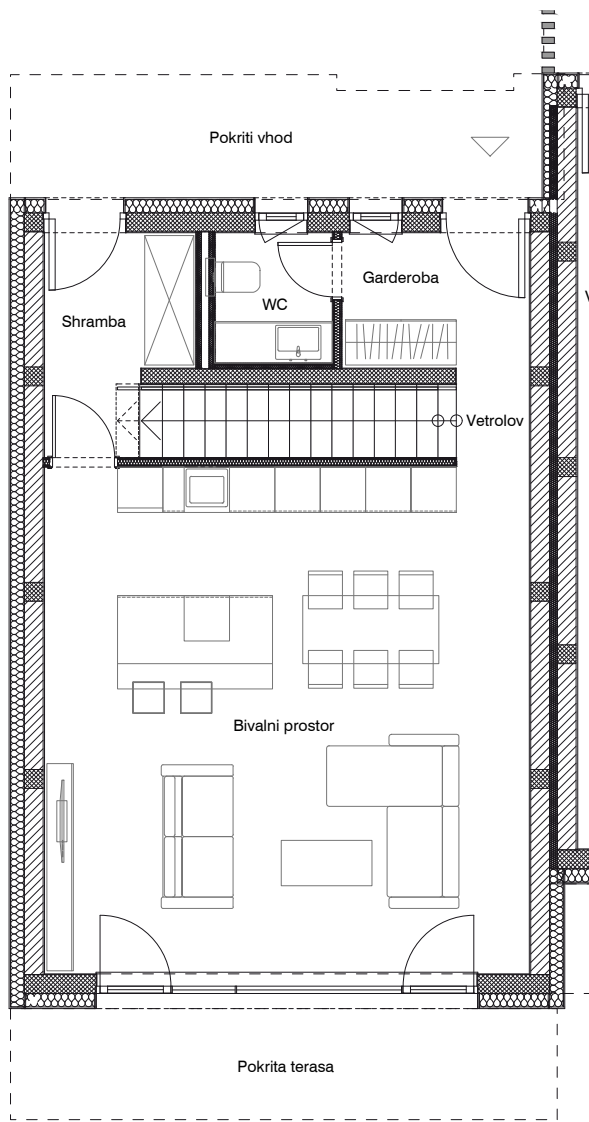 Pokriti vhod
Garderoba
WC
Shramba
Vetrolov
Bivalni prostor
Pokrita terasa